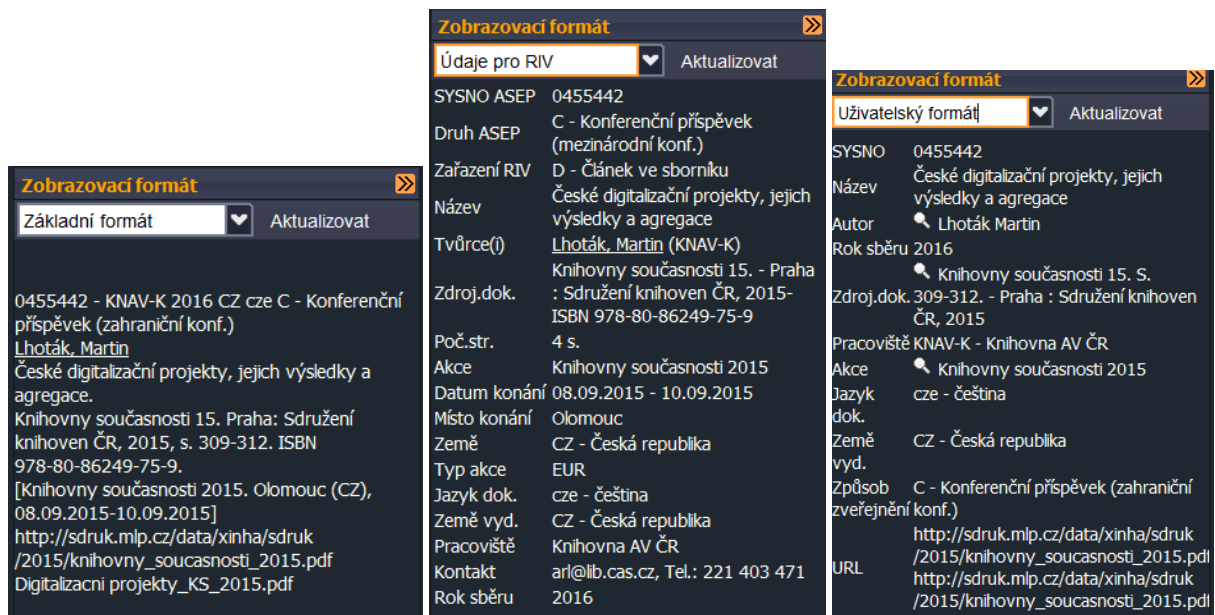 Zobrazovací formát
Základní formát Aktualizovat
0455442 - KNAV-K 2016 CZ cze C - Konferenční
příspěvek (zahraniční konf.)
Lhoták, Martin
České digitalizační projekty, jejich výsledky a
agregace.
Knihovny současnosti 15. Praha: Sdružení
knihoven ČR, 2015, s. 309-312. ISBN
978-80-86249-75-9.
[Knihovny současnosti 2015. Olomouc (CZ),
08.09.2015-10.09.2015]
http://sdruk.mlp.cz/data/xinha/sdruk
/2015/knihovny_soucasnosti_2015.pdf
Digitalizacni projekty_KS_2015.pdf
Zobrazovací formát
Údaje pro RIV Aktualizovat
SYSNO ASEP 0455442
Druh ASEP C - Konferenční příspěvek
(mezinárodní konf.)
Zařazení RIV D - Článek ve sborníku
Název České digitalizační projekty, jejich
výsledky a agregace
Tvůrce(i) Lhoták, Martin (KNAV-K)
Zdroj.dok. Knihovny současnosti 15. - Praha
: Sdružení knihoven ČR, 2015-
ISBN 978-80-86249-75-9
Poč.str. 4 s.
Akce Knihovny současnosti 2015
Datum konání 08.09.2015 - 10.09.2015
Místo konání Olomouc
Země CZ - Česká republika
Typ akce EUR
Jazyk dok. cze - čeština
Země vyd. CZ - Česká republika
Pracoviště Knihovna AV ČR
Kontakt arl@lib.cas.cz, Tel.: 221 403 471
Rok sběru 2016
Zobrazovací formát
Uživatelský formát Aktualizovat
SYSNO 0455442
Název České digitalizační projekty, jejich
výsledky a agregace
Autor Lhoták Martin
Rok sběru 2016
Zdroj.dok. Knihovny současnosti 15. S.
309-312. - Praha : Sdružení knihoven
ČR, 2015
Pracoviště KNAV-K - Knihovna AV ČR
Akce Knihovny současnosti 2015
Jazyk cze - čeština
dok.
Země CZ - Česká republika
vyd.
Způsob C - Konferenční příspěvek (zahraniční
zveřejnění konf.)
URL http://sdruk.mlp.cz/data/xinha/sdruk
/2015/knihovny_soucasnosti_2015.pdf
http://sdruk.mlp.cz/data/xinha/sdruk
/2015/knihovny_soucasnosti_2015.pdf